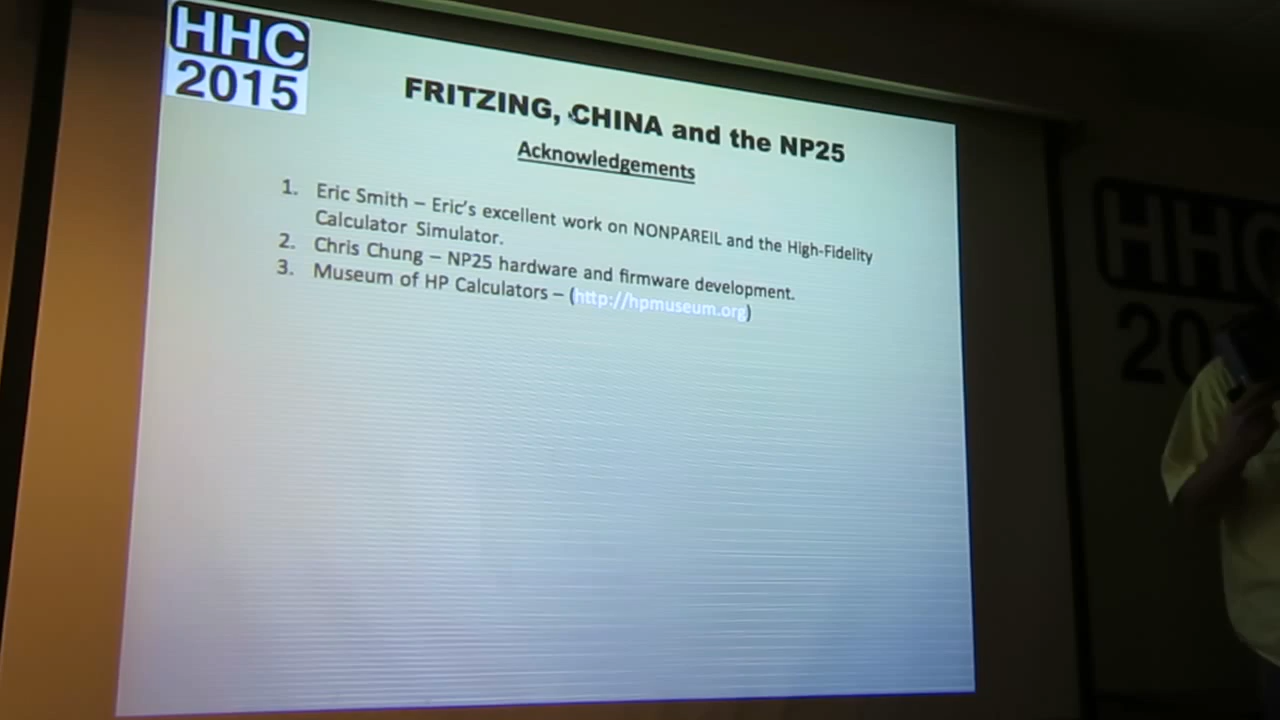 HHC
2015
FRITZING, CHINA and the NP25
Acknowledgements
1. Eric Smith – Eric's excellent work on NONPAREIL and the High-Fidelity
Calculator Simulator.
2. Chris Chung – NP25 hardware and firmware development.
3. Museum of HP Calculators – (http://hpmuseum.org)
HHC
20